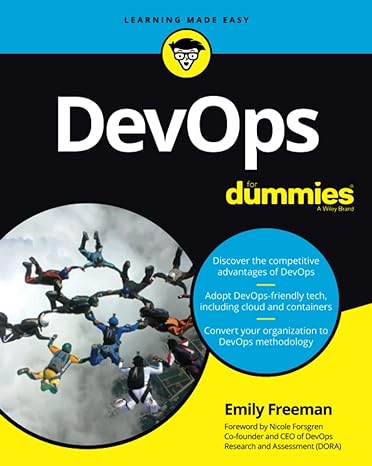 LEARNING MADE EASY
DevOps
for
dummies
A Wiley Brand
Discover the competitive
advantages of DevOps
Adopt DevOps-friendly tech,
including cloud and containers
Convert your organization to
DevOps methodology
Emily Freeman
Foreword by Nicole Forsgren
Co-founder and CEO of DevOps
Research and Assessment (DORA)